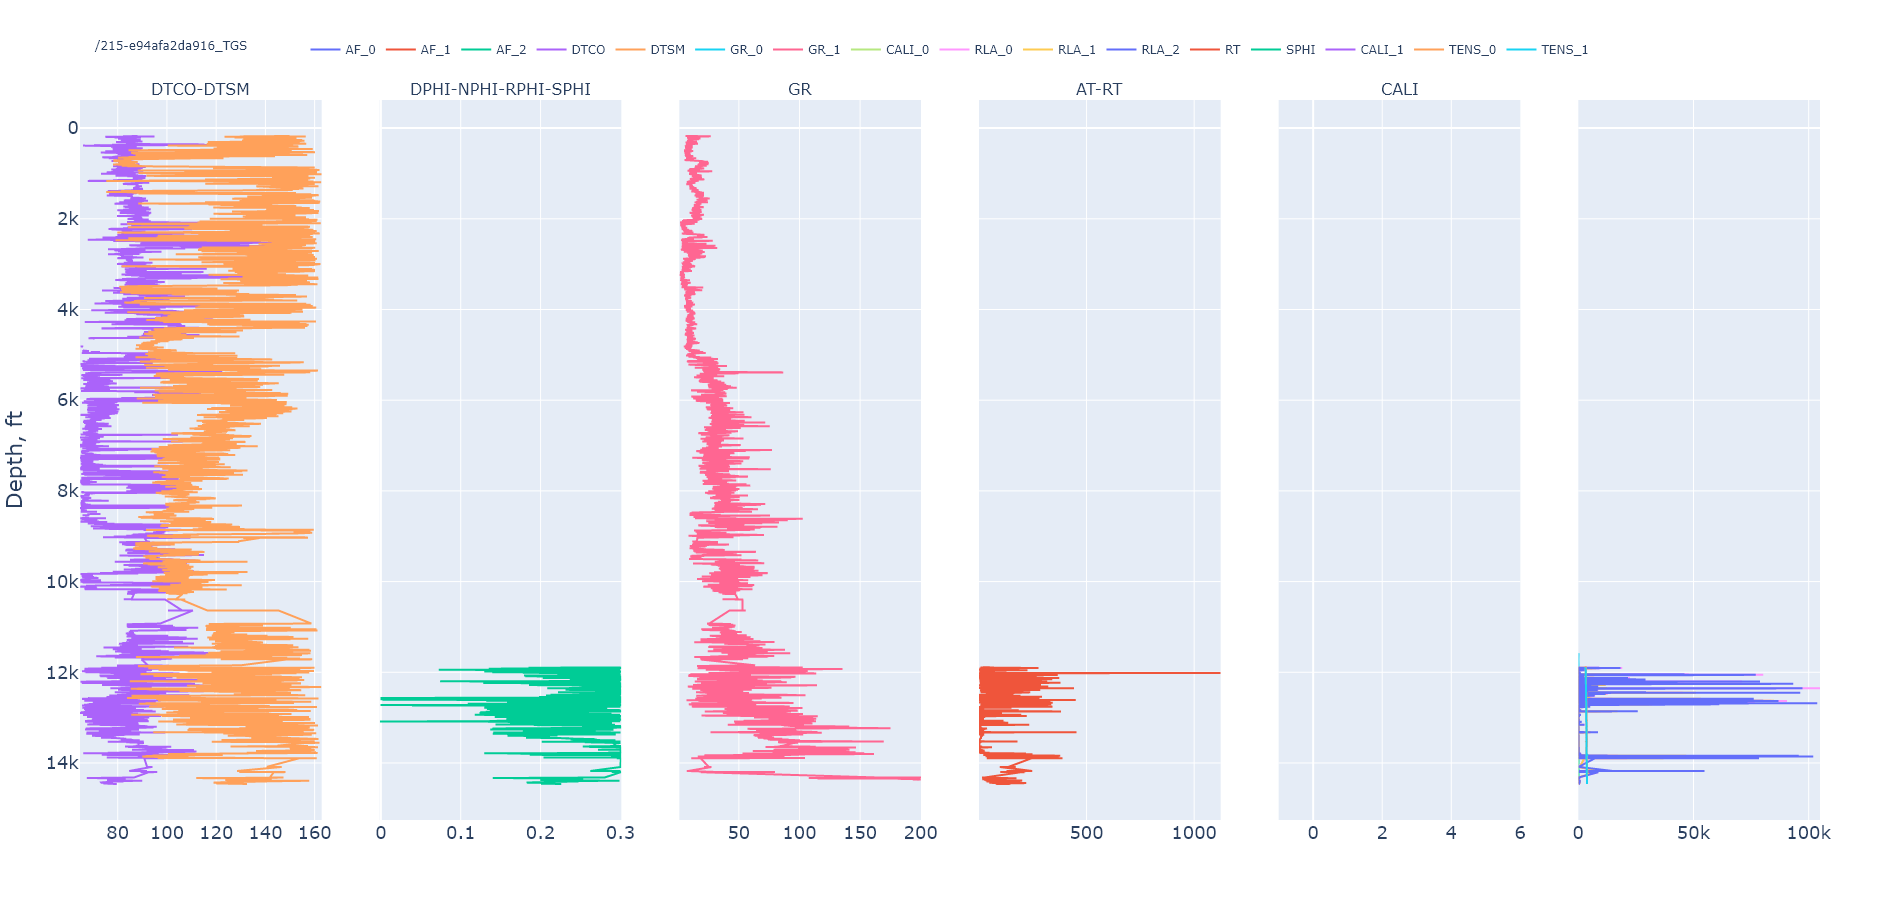 /215-e94afa2da916_TGS
AF_0 AF_1 AF_2 DTCO DTSM GR_0 GR_1 CALI_0 RLA_0 RLA_1 RLA_2 RT SPHI CALI_1 TENS_0 TENS_1
DTCO-DTSM DPHI-NPHI-RPHI-SPHI GR AT-RT CALI
Depth, ft
0
2k
4k
6k
8k
10k
12k
14k
80 100 120 140 160 0 0.1 0.2 0.3 50 100 150 200 500 1000 0 2 4 6 0 50k 100k